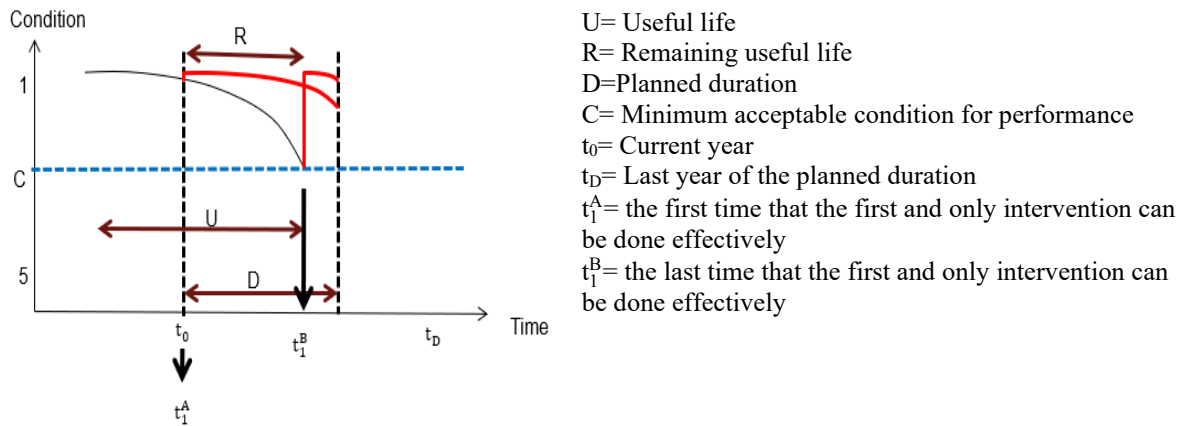 Condition
R
1
C
U
5
D
Time
t₀
t₁ᴮ
t_D
t₁ᴬ
U= Useful life
R= Remaining useful life
D=Planned duration
C= Minimum acceptable condition for performance
t₀= Current year
t_D= Last year of the planned duration
t₁ᴬ= the first time that the first and only intervention can
be done effectively
t₁ᴮ= the last time that the first and only intervention can
be done effectively